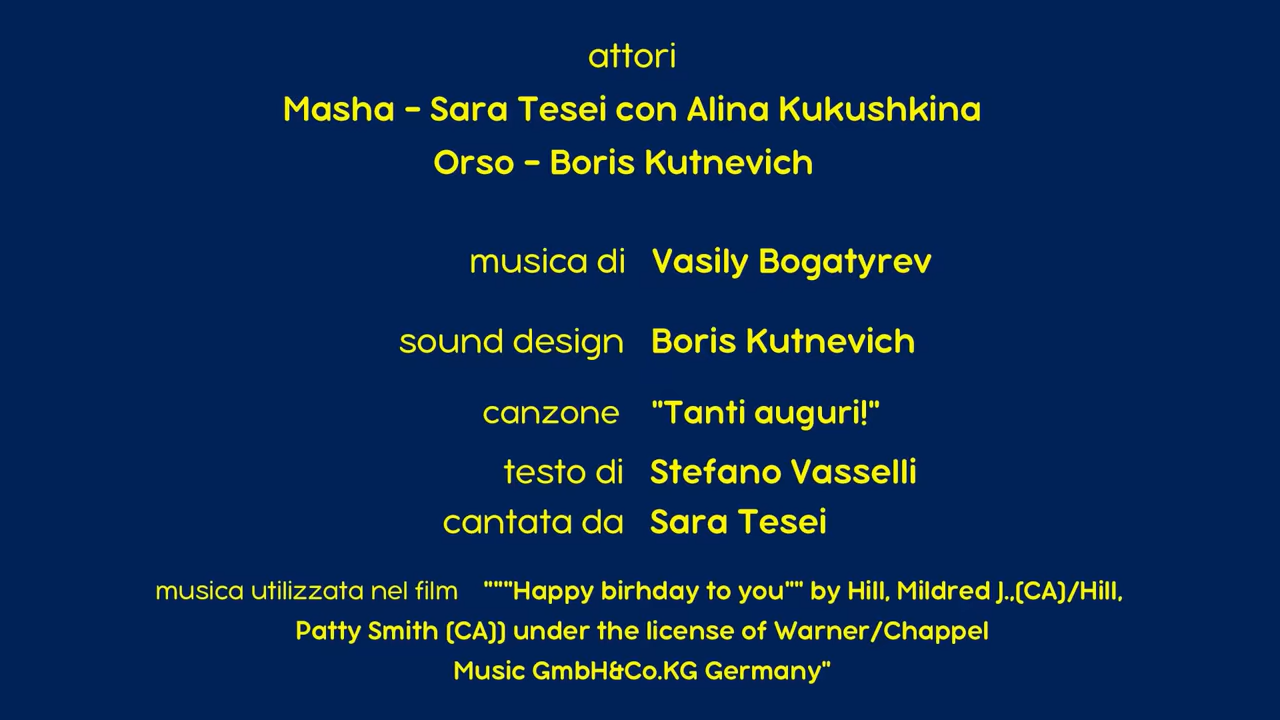 attori
Masha - Sara Tesei con Alina Kukushkina
Orso - Boris Kutnevich
musica di Vasily Bogatyrev
sound design Boris Kutnevich
canzone "Tanti auguri!"
testo di Stefano Vasselli
cantata da Sara Tesei
musica utilizzata nel film """Happy birhday to you"" by Hill, Mildred J.,(CA)/Hill,
Patty Smith (CA)) under the license of Warner/Chappel
Music GmbH&Co.KG Germany"